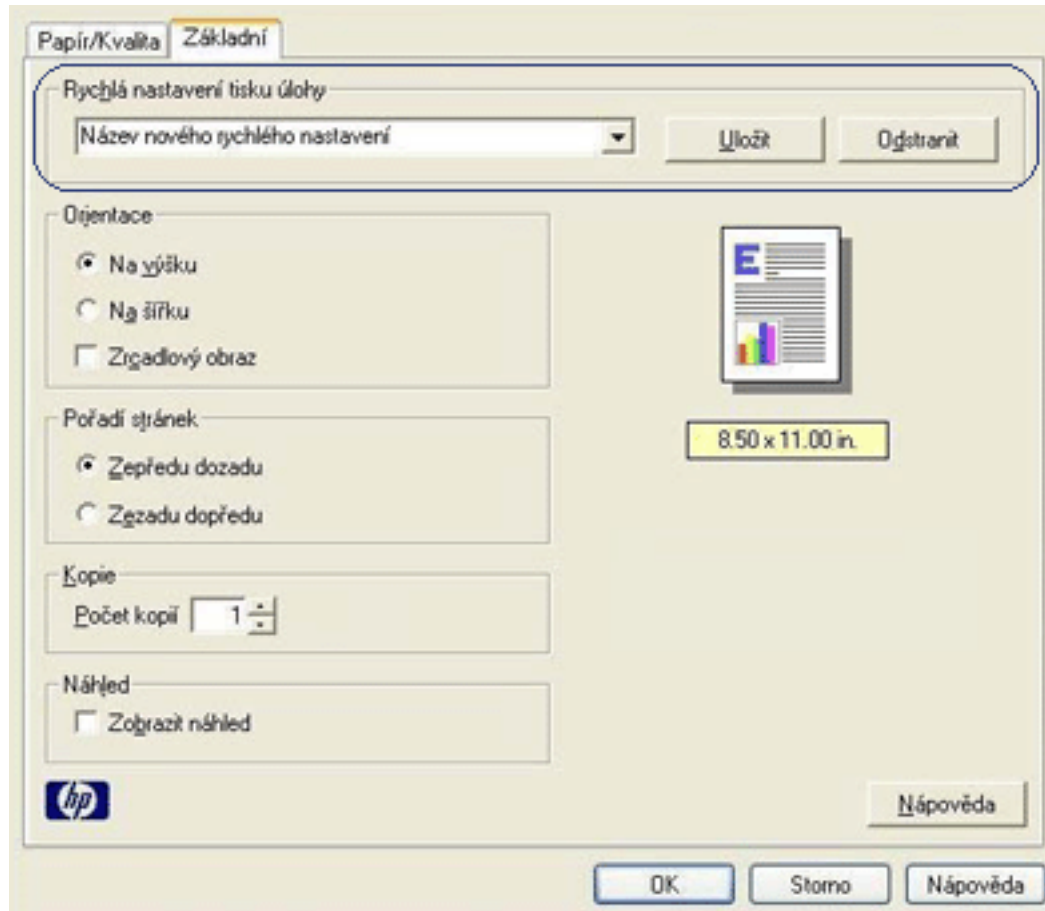 Papír/Kvalita
Základní
Rychlá nastavení tisku úlohy
Název nového rychlého nastavení
Uložit
Odstranit
Orientace
Na výšku
Na šířku
Zrcadlový obraz
E
8.50 x 11.00 in.
Pořadí stránek
Zepředu dozadu
Zezadu dopředu
Kopie
Počet kopií 1
Náhled
Zobrazit náhled
hp
Nápověda
OK
Storno
Nápověda